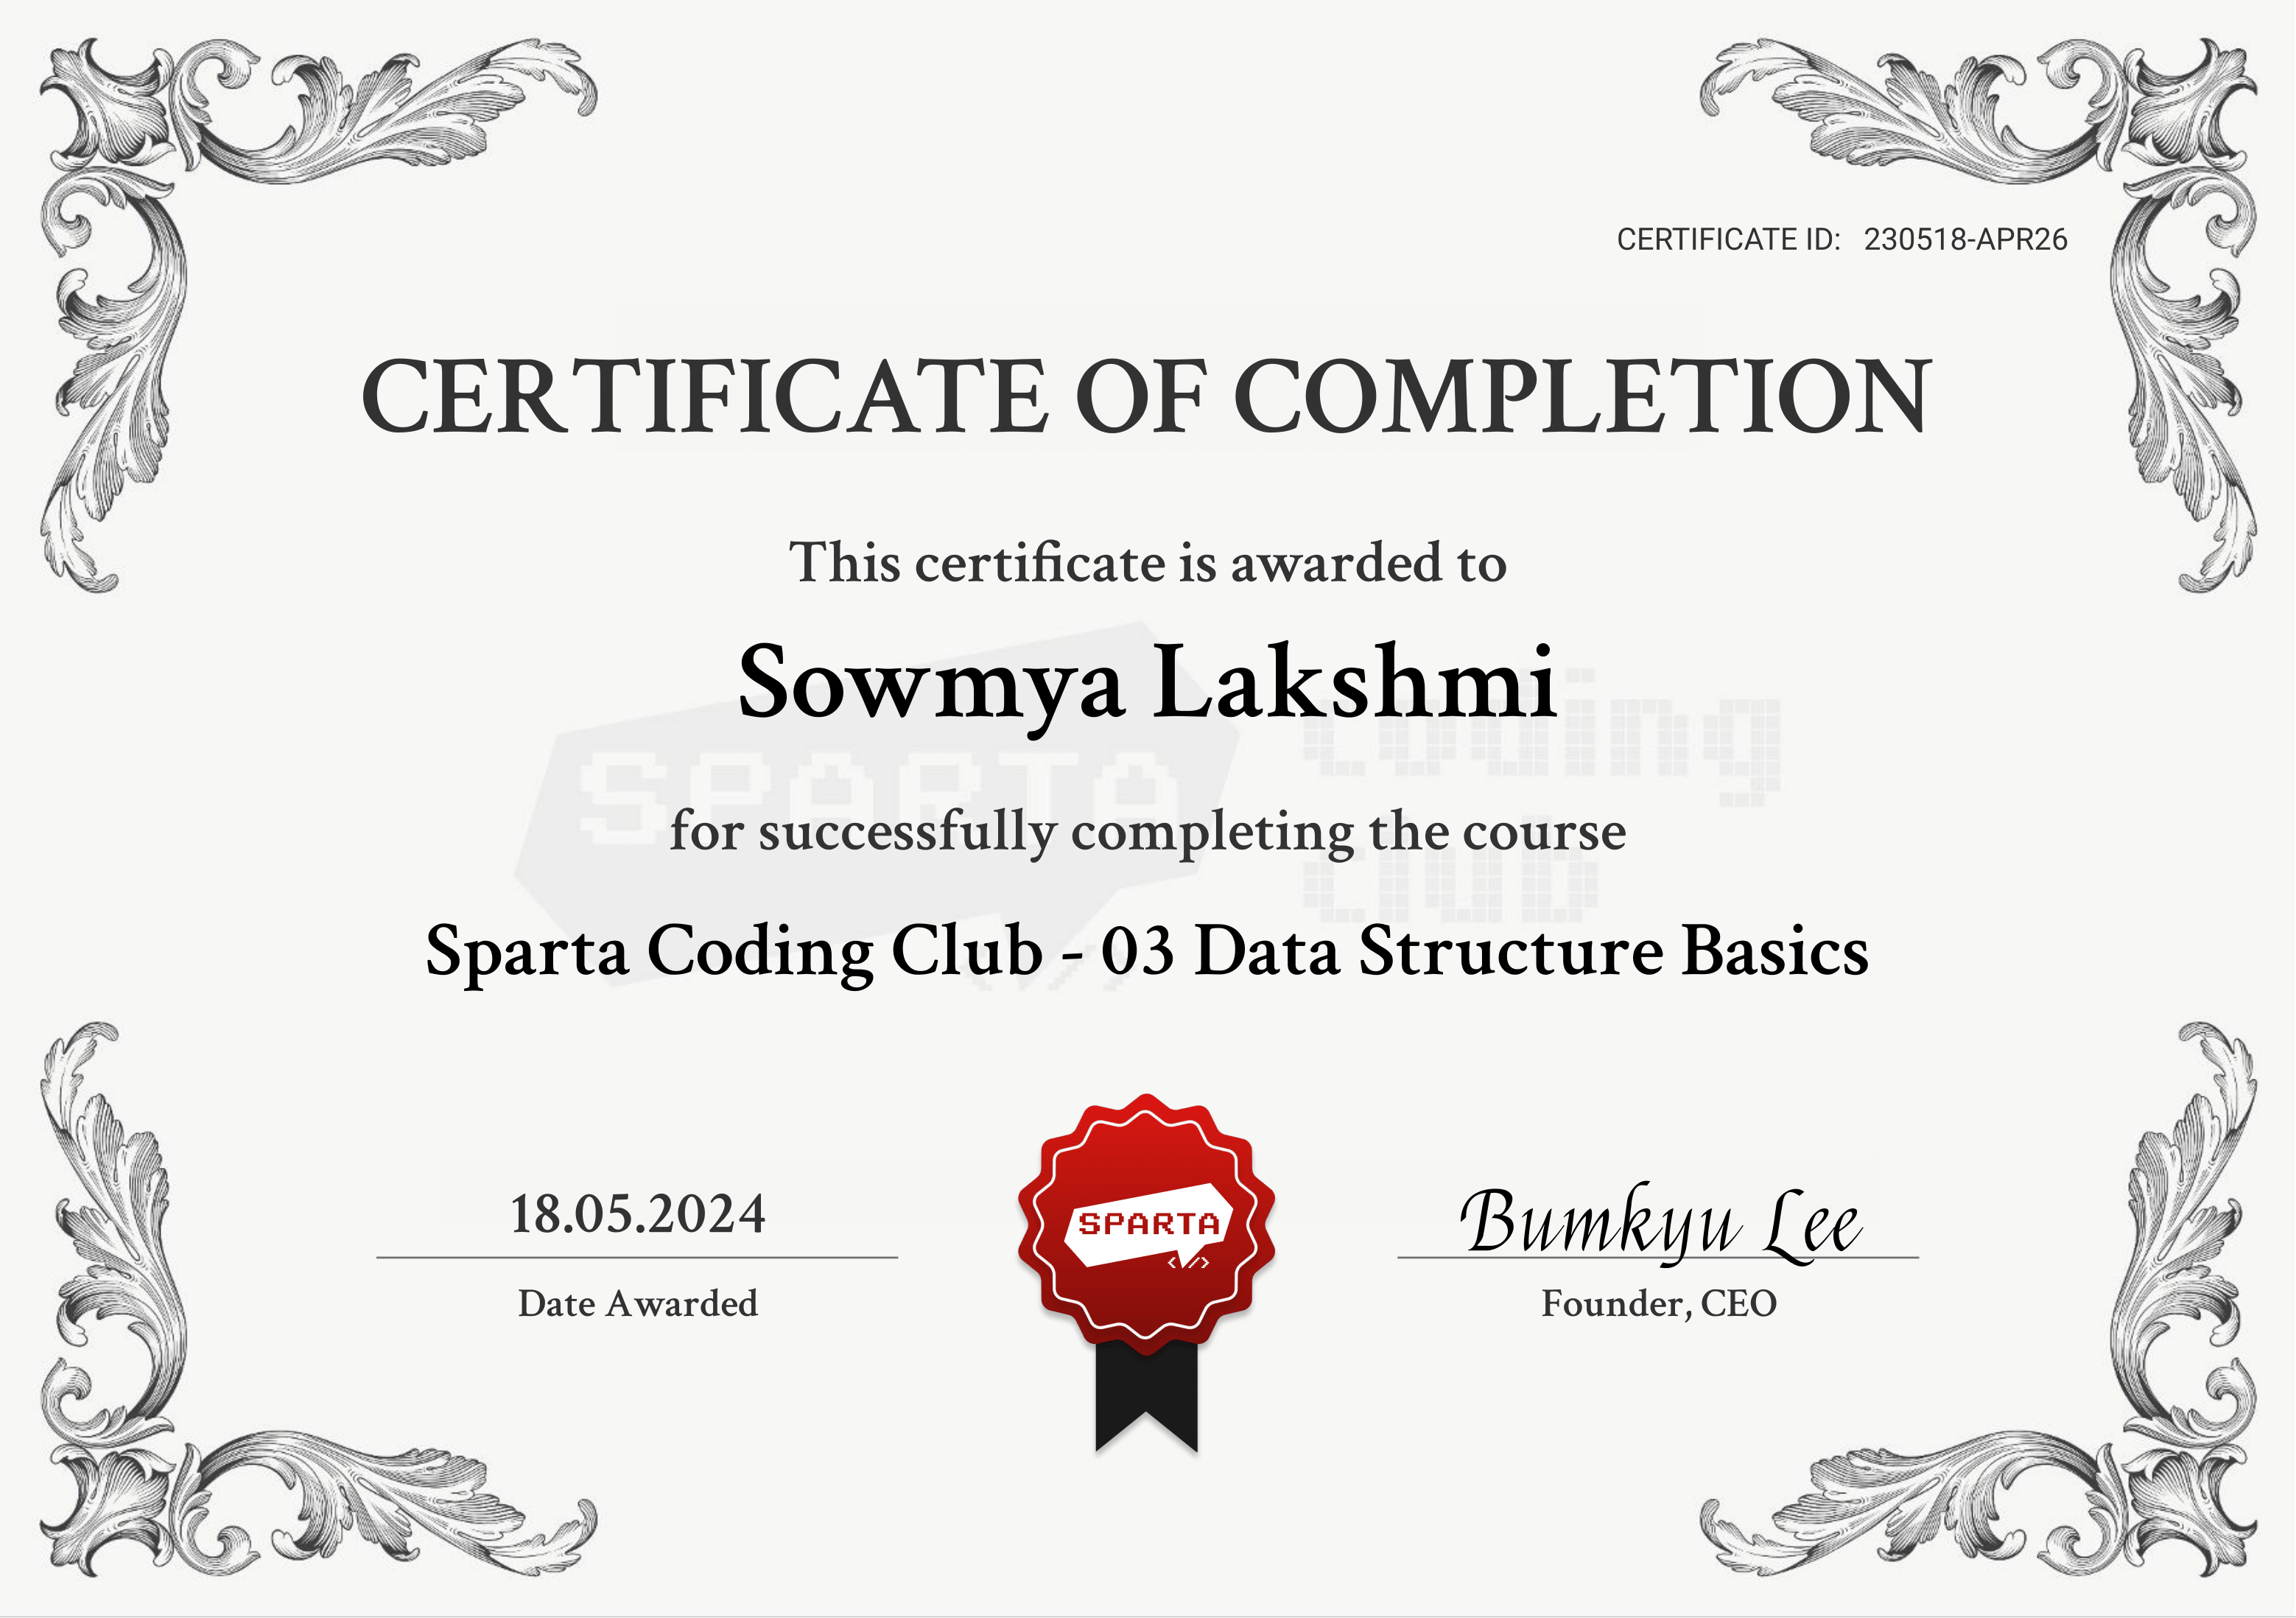 CERTIFICATE ID: 230518-APR26
CERTIFICATE OF COMPLETION
This certificate is awarded to
Sowmya Lakshmi
SPARTA coding club
for successfully completing the course
Sparta Coding Club - 03 Data Structure Basics
18.05.2024
Date Awarded
SPARTA
</>
Bumkyu Lee
Founder, CEO